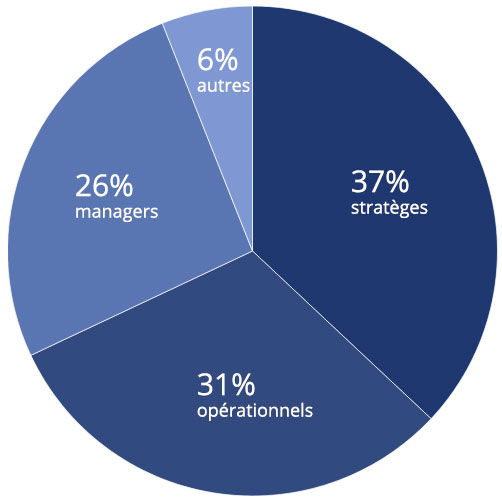 6%
autres
37%
stratèges
26%
managers
31%
opérationnels